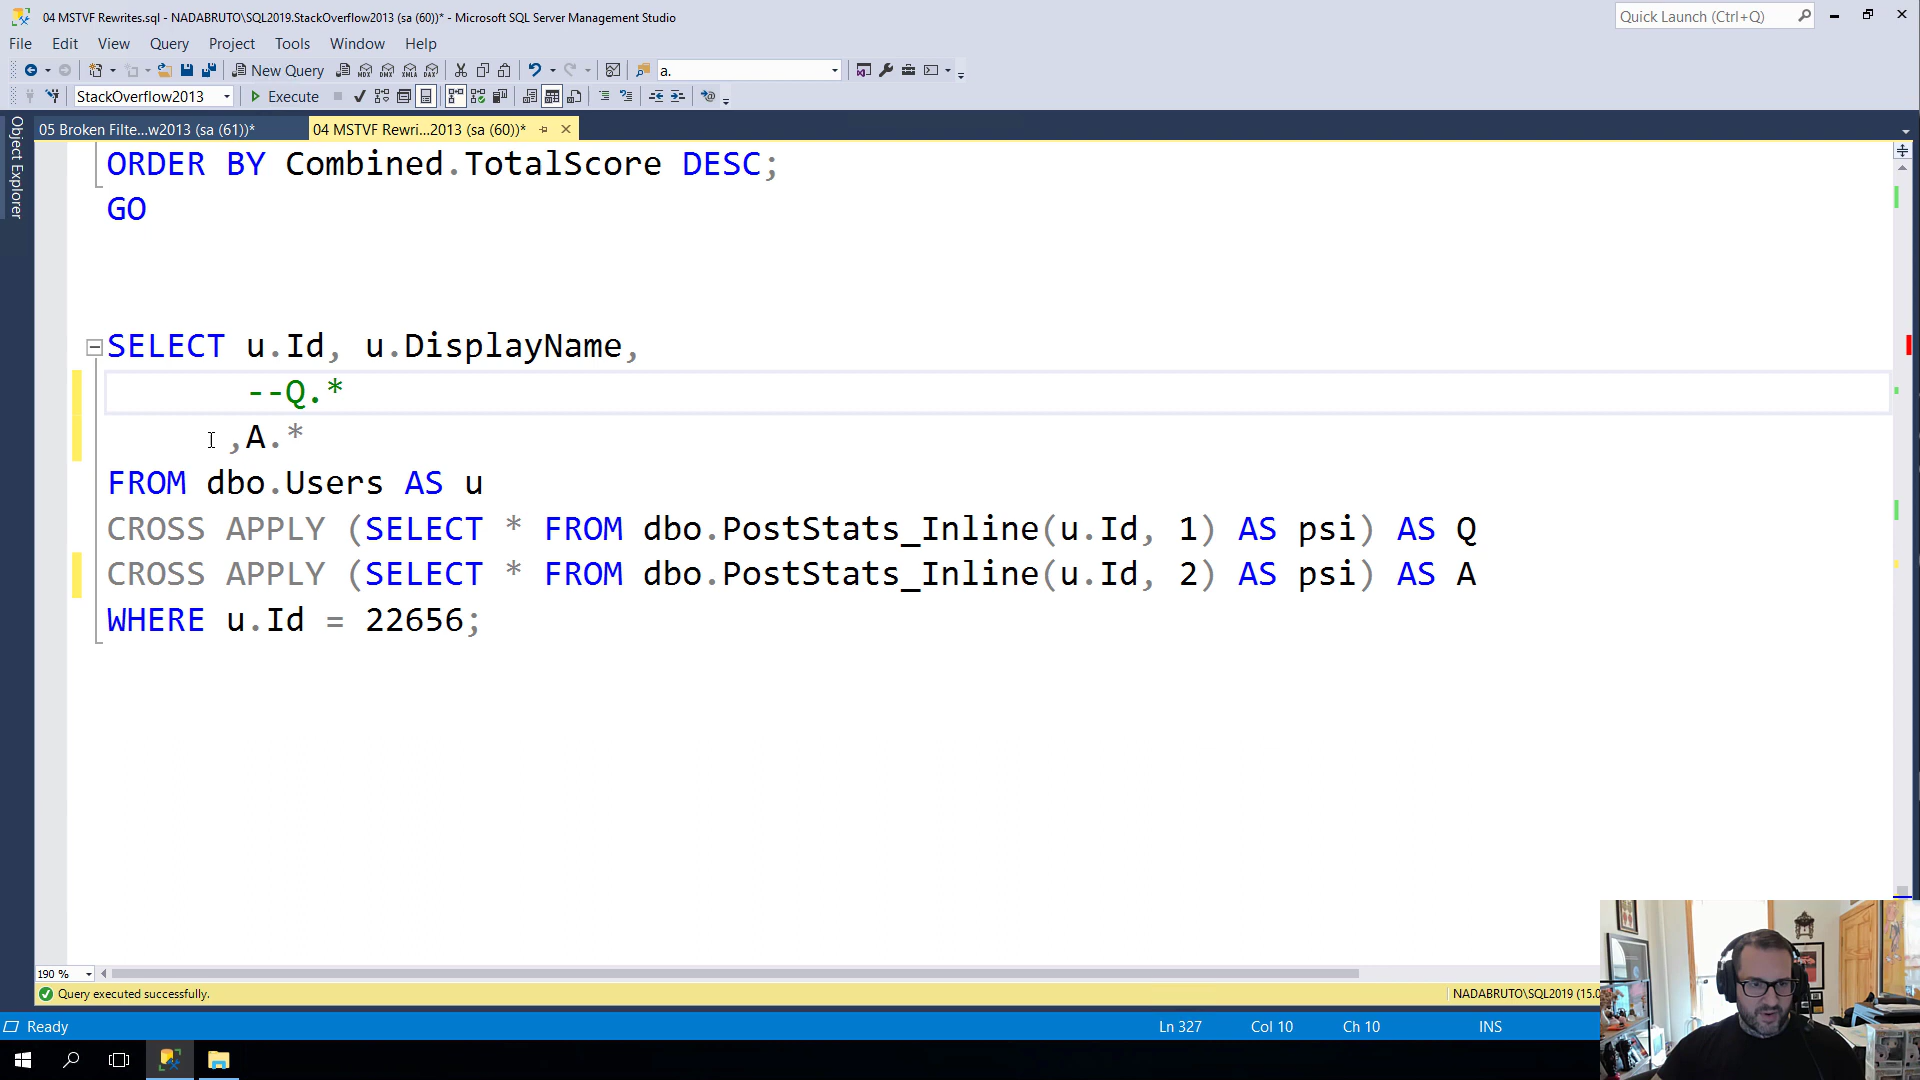 04 MSTVF Rewrites.sql - NADABRUTO\SQL2019.StackOverflow2013 (sa (60))* - Microsoft SQL Server Management Studio
Quick Launch (Ctrl+Q)
File Edit View Query Project Tools Window Help
New Query
MDX DMX XMLA DAX
a.
StackOverflow2013
Execute
Object Explorer
05 Broken Filte...w2013 (sa (61))*
04 MSTVF Rewri...2013 (sa (60))*
ORDER BY Combined.TotalScore DESC;
GO
SELECT u.Id, u.DisplayName,
--Q.*
,A.*
FROM dbo.Users AS u
CROSS APPLY (SELECT * FROM dbo.PostStats_Inline(u.Id, 1) AS psi) AS Q
CROSS APPLY (SELECT * FROM dbo.PostStats_Inline(u.Id, 2) AS psi) AS A
WHERE u.Id = 22656;
190 %
Query executed successfully.
NADABRUTO\SQL2019 (15.0
Ready
Ln 327
Col 10
Ch 10
INS